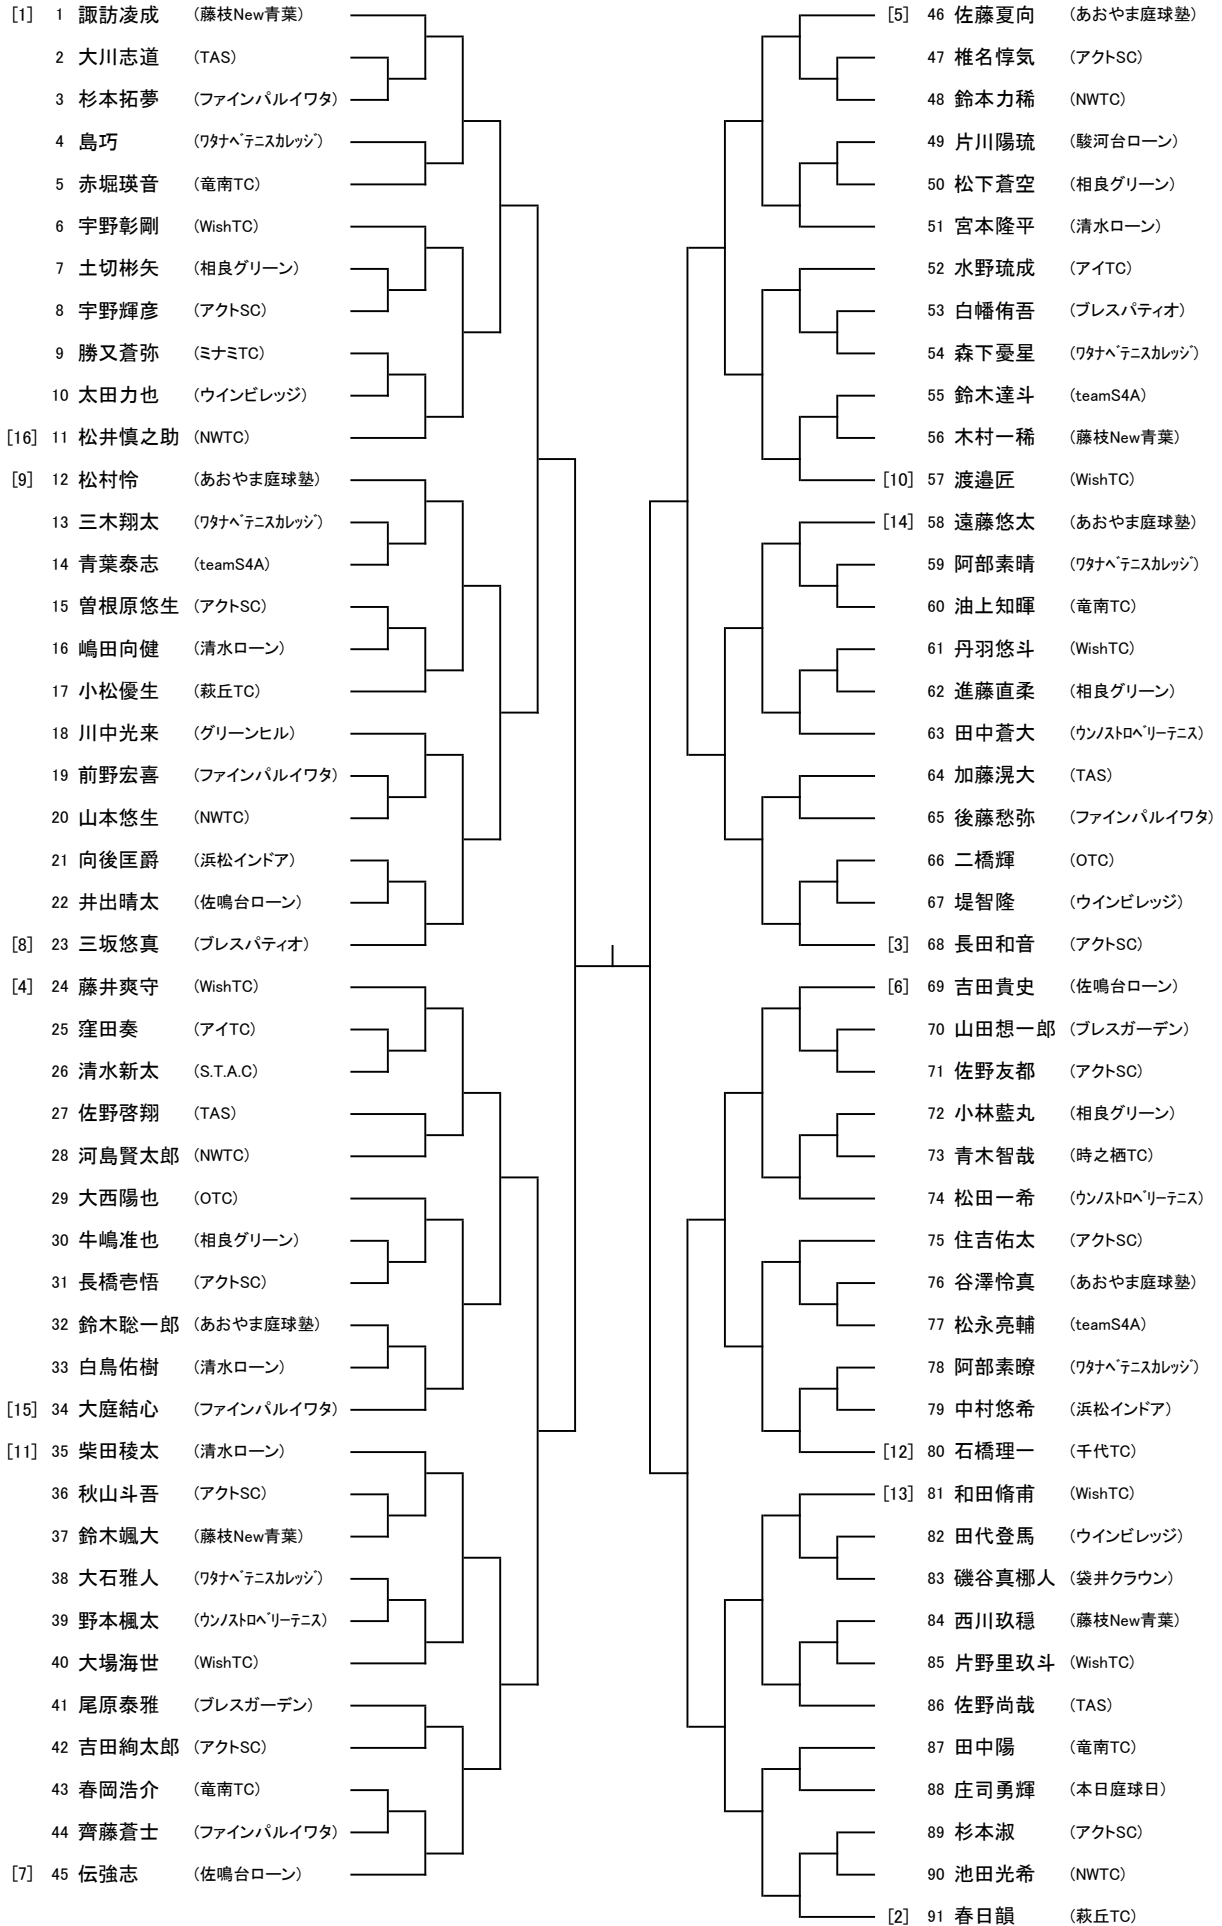 [1] 1 諏訪凌成 (藤枝New青葉)
2 大川志道 (TAS)
3 杉本拓夢 (ファインパルイワタ)
4 島巧 (ワタナベテニスカレッジ)
5 赤堀瑛音 (竜南TC)
6 宇野彰剛 (WishTC)
7 土切彬矢 (相良グリーン)
8 宇野輝彦 (アクトSC)
9 勝又蒼弥 (ミナミTC)
10 太田力也 (ウインビレッジ)
[16] 11 松井慎之助 (NWTC)
[9] 12 松村怜 (あおやま庭球塾)
13 三木翔太 (ワタナベテニスカレッジ)
14 青葉泰志 (teamS4A)
15 曽根原悠生 (アクトSC)
16 嶋田向健 (清水ローン)
17 小松優生 (萩丘TC)
18 川中光来 (グリーンヒル)
19 前野宏喜 (ファインパルイワタ)
20 山本悠生 (NWTC)
21 向後匡爵 (浜松インドア)
22 井出晴太 (佐鳴台ローン)
[8] 23 三坂悠真 (ブレスパティオ)
[4] 24 藤井爽守 (WishTC)
25 窪田奏 (アイTC)
26 清水新太 (S.T.A.C)
27 佐野啓翔 (TAS)
28 河島賢太郎 (NWTC)
29 大西陽也 (OTC)
30 牛嶋准也 (相良グリーン)
31 長橋壱悟 (アクトSC)
32 鈴木聡一郎 (あおやま庭球塾)
33 白鳥佑樹 (清水ローン)
[15] 34 大庭結心 (ファインパルイワタ)
[11] 35 柴田稜太 (清水ローン)
36 秋山斗吾 (アクトSC)
37 鈴木颯大 (藤枝New青葉)
38 大石雅人 (ワタナベテニスカレッジ)
39 野本楓太 (ウンノストロベリーテニス)
40 大場海世 (WishTC)
41 尾原泰雅 (ブレスガーデン)
42 吉田絢太郎 (アクトSC)
43 春岡浩介 (竜南TC)
44 齊藤蒼士 (ファインパルイワタ)
[7] 45 伝強志 (佐鳴台ローン)
[5] 46 佐藤夏向 (あおやま庭球塾)
47 椎名惇気 (アクトSC)
48 鈴本力稀 (NWTC)
49 片川陽琉 (駿河台ローン)
50 松下蒼空 (相良グリーン)
51 宮本隆平 (清水ローン)
52 水野琉成 (アイTC)
53 白幡侑吾 (ブレスパティオ)
54 森下憂星 (ワタナベテニスカレッジ)
55 鈴木達斗 (teamS4A)
56 木村一稀 (藤枝New青葉)
[10] 57 渡邉匠 (WishTC)
[14] 58 遠藤悠太 (あおやま庭球塾)
59 阿部素晴 (ワタナベテニスカレッジ)
60 油上知暉 (竜南TC)
61 丹羽悠斗 (WishTC)
62 進藤直柔 (相良グリーン)
63 田中蒼大 (ウンノストロベリーテニス)
64 加藤滉大 (TAS)
65 後藤愁弥 (ファインパルイワタ)
66 二橋輝 (OTC)
67 堤智隆 (ウインビレッジ)
[3] 68 長田和音 (アクトSC)
[6] 69 吉田貴史 (佐鳴台ローン)
70 山田想一郎 (ブレスガーデン)
71 佐野友都 (アクトSC)
72 小林藍丸 (相良グリーン)
73 青木智哉 (時之栖TC)
74 松田一希 (ウンノストロベリーテニス)
75 住吉佑太 (アクトSC)
76 谷澤怜真 (あおやま庭球塾)
77 松永亮輔 (teamS4A)
78 阿部素暸 (ワタナベテニスカレッジ)
79 中村悠希 (浜松インドア)
[12] 80 石橋理一 (千代TC)
[13] 81 和田脩甫 (WishTC)
82 田代登馬 (ウインビレッジ)
83 磯谷真梛人 (袋井クラウン)
84 西川玖穏 (藤枝New青葉)
85 片野里玖斗 (WishTC)
86 佐野尚哉 (TAS)
87 田中陽 (竜南TC)
88 庄司勇輝 (本日庭球日)
89 杉本淑 (アクトSC)
90 池田光希 (NWTC)
[2] 91 春日韻 (萩丘TC)